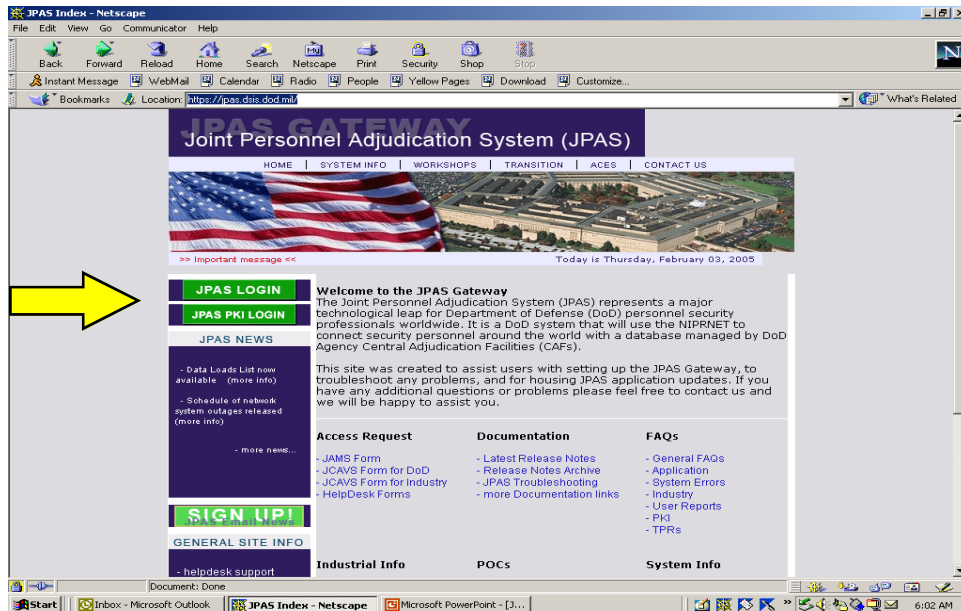 JPAS Index - Netscape
File Edit View Go Communicator Help
Back Forward Reload Home Search Netscape Print Security Shop Stop
My
N
Instant Message WebMail Calendar Radio People Yellow Pages Download Customize...
Bookmarks Location: https://jpas.dsis.dod.mil/ What's Related
JPAS GATEWAY
Joint Personnel Adjudication System (JPAS)
HOME | SYSTEM INFO | WORKSHOPS | TRANSITION | ACES | CONTACT US
>> Important message << Today is Thursday, February 03, 2005
JPAS LOGIN
JPAS PKI LOGIN
JPAS NEWS
- Data Loads List now
available (more info)
- Schedule of network
system outages released
(more info)
- more news...
SIGN UP!
JPAS Email News
GENERAL SITE INFO
- helpdesk support
Welcome to the JPAS Gateway
The Joint Personnel Adjudication System (JPAS) represents a major
technological leap for Department of Defense (DoD) personnel security
professionals worldwide. It is a DoD system that will use the NIPRNET to
connect security personnel around the world with a database managed by DoD
Agency Central Adjudication Facilities (CAFs).
This site was created to assist users with setting up the JPAS Gateway, to
troubleshoot any problems, and for housing JPAS application updates. If you
have any additional questions or problems please feel free to contact us and
we will be happy to assist you.
Access Request
- JAMS Form
- JCAVS Form for DoD
- JCAVS Form for Industry
- HelpDesk Forms
Documentation
- Latest Release Notes
- Release Notes Archive
- JPAS Troubleshooting
- more Documentation links
FAQs
- General FAQs
- Application
- System Errors
- Industry
- User Reports
- PKI
- TPRs
Industrial Info POCs System Info
Document: Done
Start Inbox - Microsoft Outlook JPAS Index - Netscape Microsoft PowerPoint - [J... 6:02 AM